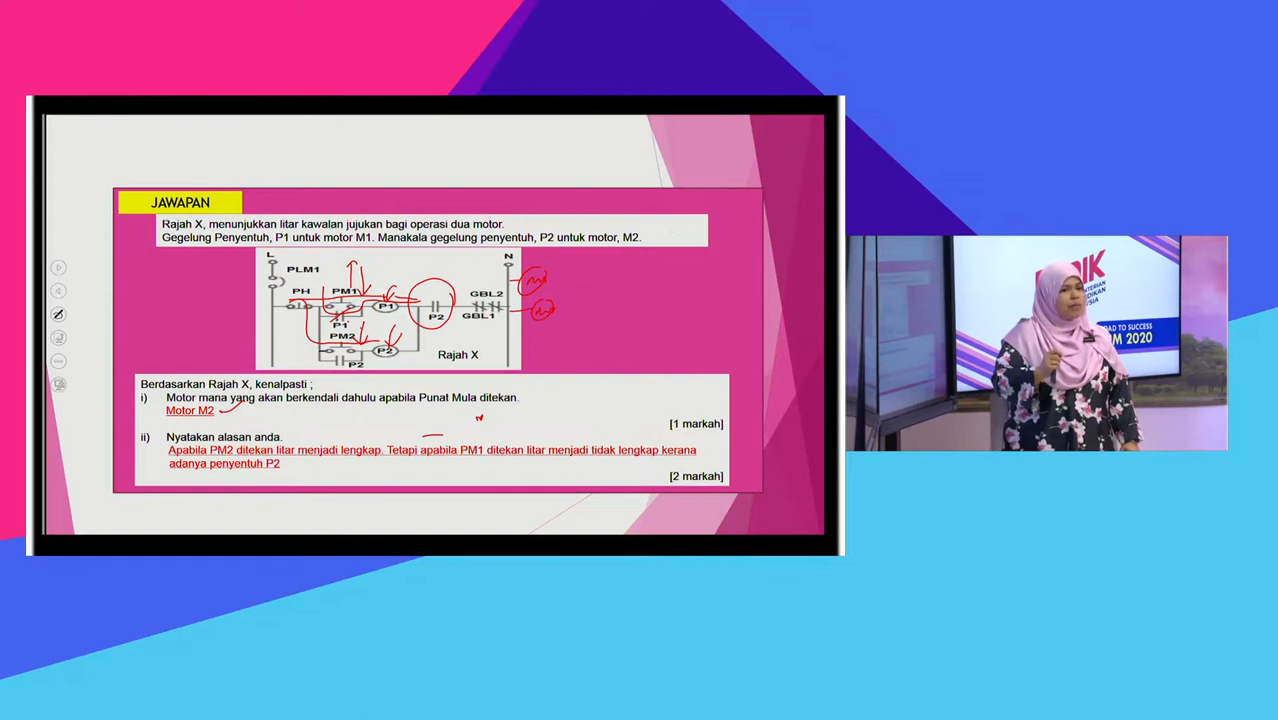 JAWAPAN
Rajah X, menunjukkan litar kawalan jujukan bagi operasi dua motor.
Gegelung Penyentuh, P1 untuk motor M1. Manakala gegelung penyentuh, P2 untuk motor, M2.
L
N
PLM1
PH
PM1
P1
P1
PM2
P2
P2
P2
GBL2
GBL1
Rajah X
Berdasarkan Rajah X, kenalpasti ;
i) Motor mana yang akan berkendali dahulu apabila Punat Mula ditekan.
Motor M2
[1 markah]
ii) Nyatakan alasan anda.
Apabila PM2 ditekan litar menjadi lengkap. Tetapi apabila PM1 ditekan litar menjadi tidak lengkap kerana
adanya penyentuh P2
[2 markah]